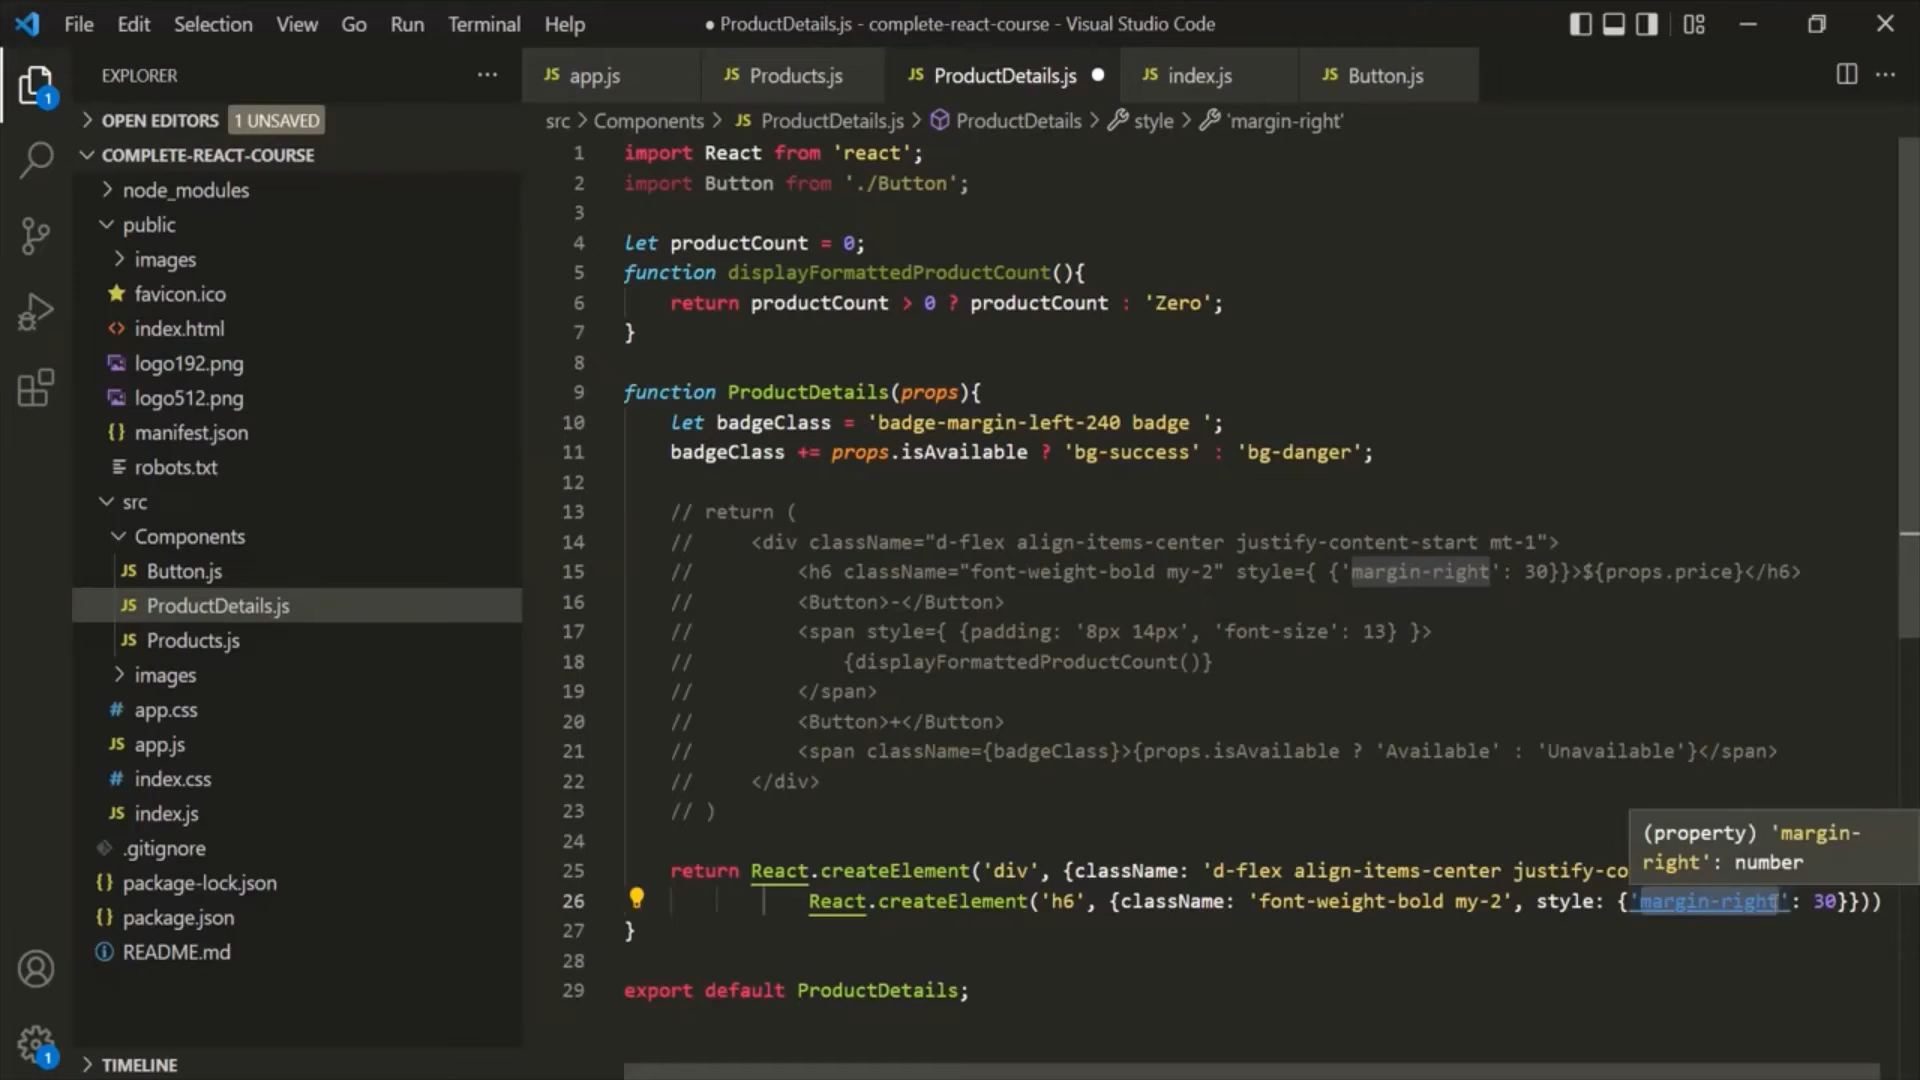 File Edit Selection View Go Run Terminal Help ● ProductDetails.js - complete-react-course - Visual Studio Code
EXPLORER ···
JS app.js JS Products.js JS ProductDetails.js ● JS index.js JS Button.js
OPEN EDITORS 1 UNSAVED
src > Components > JS ProductDetails.js > ProductDetails > style > 'margin-right'
COMPLETE-REACT-COURSE
node_modules
public
images
favicon.ico
index.html
logo192.png
logo512.png
manifest.json
robots.txt
src
Components
JS Button.js
JS ProductDetails.js
JS Products.js
images
# app.css
JS app.js
# index.css
JS index.js
.gitignore
{} package-lock.json
{} package.json
README.md
TIMELINE
1
1
1 import React from 'react';
2 import Button from './Button';
3
4 let productCount = 0;
5 function displayFormattedProductCount(){
6 return productCount > 0 ? productCount : 'Zero';
7 }
8
9 function ProductDetails(props){
10 let badgeClass = 'badge-margin-left-240 badge ';
11 badgeClass += props.isAvailable ? 'bg-success' : 'bg-danger';
12
13 // return (
14 // <div className="d-flex align-items-center justify-content-start mt-1">
15 // <h6 className="font-weight-bold my-2" style={ {'margin-right': 30}}>${props.price}</h6>
16 // <Button>-</Button>
17 // <span style={ {padding: '8px 14px', 'font-size': 13} }>
18 // {displayFormattedProductCount()}
19 // </span>
20 // <Button>+</Button>
21 // <span className={badgeClass}>{props.isAvailable ? 'Available' : 'Unavailable'}</span>
22 // </div>
23 // )
24
(property) 'margin-
right': number
25 return React.createElement('div', {className: 'd-flex align-items-center justify-co
26 React.createElement('h6', {className: 'font-weight-bold my-2', style: {'margin-right': 30}}))
27 }
28
29 export default ProductDetails;